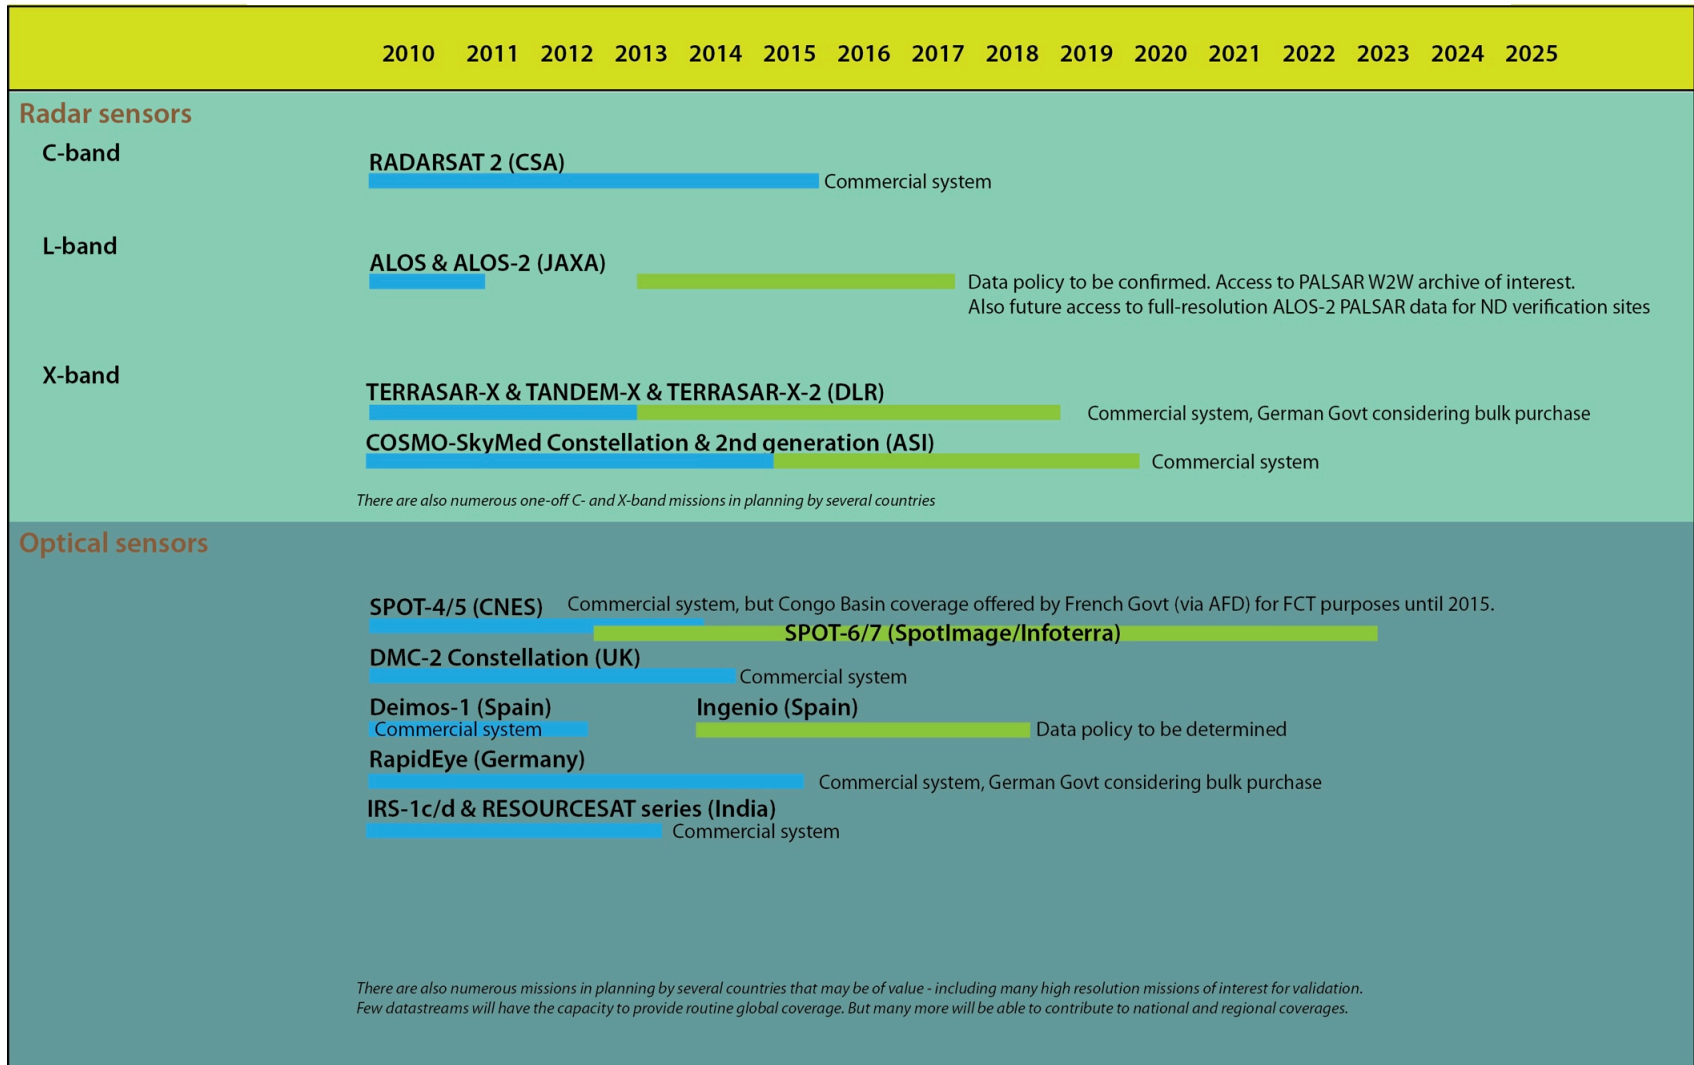 2010 2011 2012 2013 2014 2015 2016 2017 2018 2019 2020 2021 2022 2023 2024 2025
Radar sensors
C-band
RADARSAT 2 (CSA)
Commercial system
L-band
ALOS & ALOS-2 (JAXA)
Data policy to be confirmed. Access to PALSAR W2W archive of interest.
Also future access to full-resolution ALOS-2 PALSAR data for ND verification sites
X-band
TERRASAR-X & TANDEM-X & TERRASAR-X-2 (DLR)
Commercial system, German Govt considering bulk purchase
COSMO-SkyMed Constellation & 2nd generation (ASI)
Commercial system
There are also numerous one-off C- and X-band missions in planning by several countries
Optical sensors
SPOT-4/5 (CNES) Commercial system, but Congo Basin coverage offered by French Govt (via AFD) for FCT purposes until 2015.
SPOT-6/7 (SpotImage/Infoterra)
DMC-2 Constellation (UK)
Commercial system
Deimos-1 (Spain) Ingenio (Spain)
Commercial system Data policy to be determined
RapidEye (Germany)
Commercial system, German Govt considering bulk purchase
IRS-1c/d & RESOURCESAT series (India)
Commercial system
There are also numerous missions in planning by several countries that may be of value - including many high resolution missions of interest for validation.
Few datastreams will have the capacity to provide routine global coverage. But many more will be able to contribute to national and regional coverages.